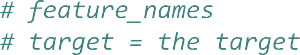 # feature_names
# target = the target